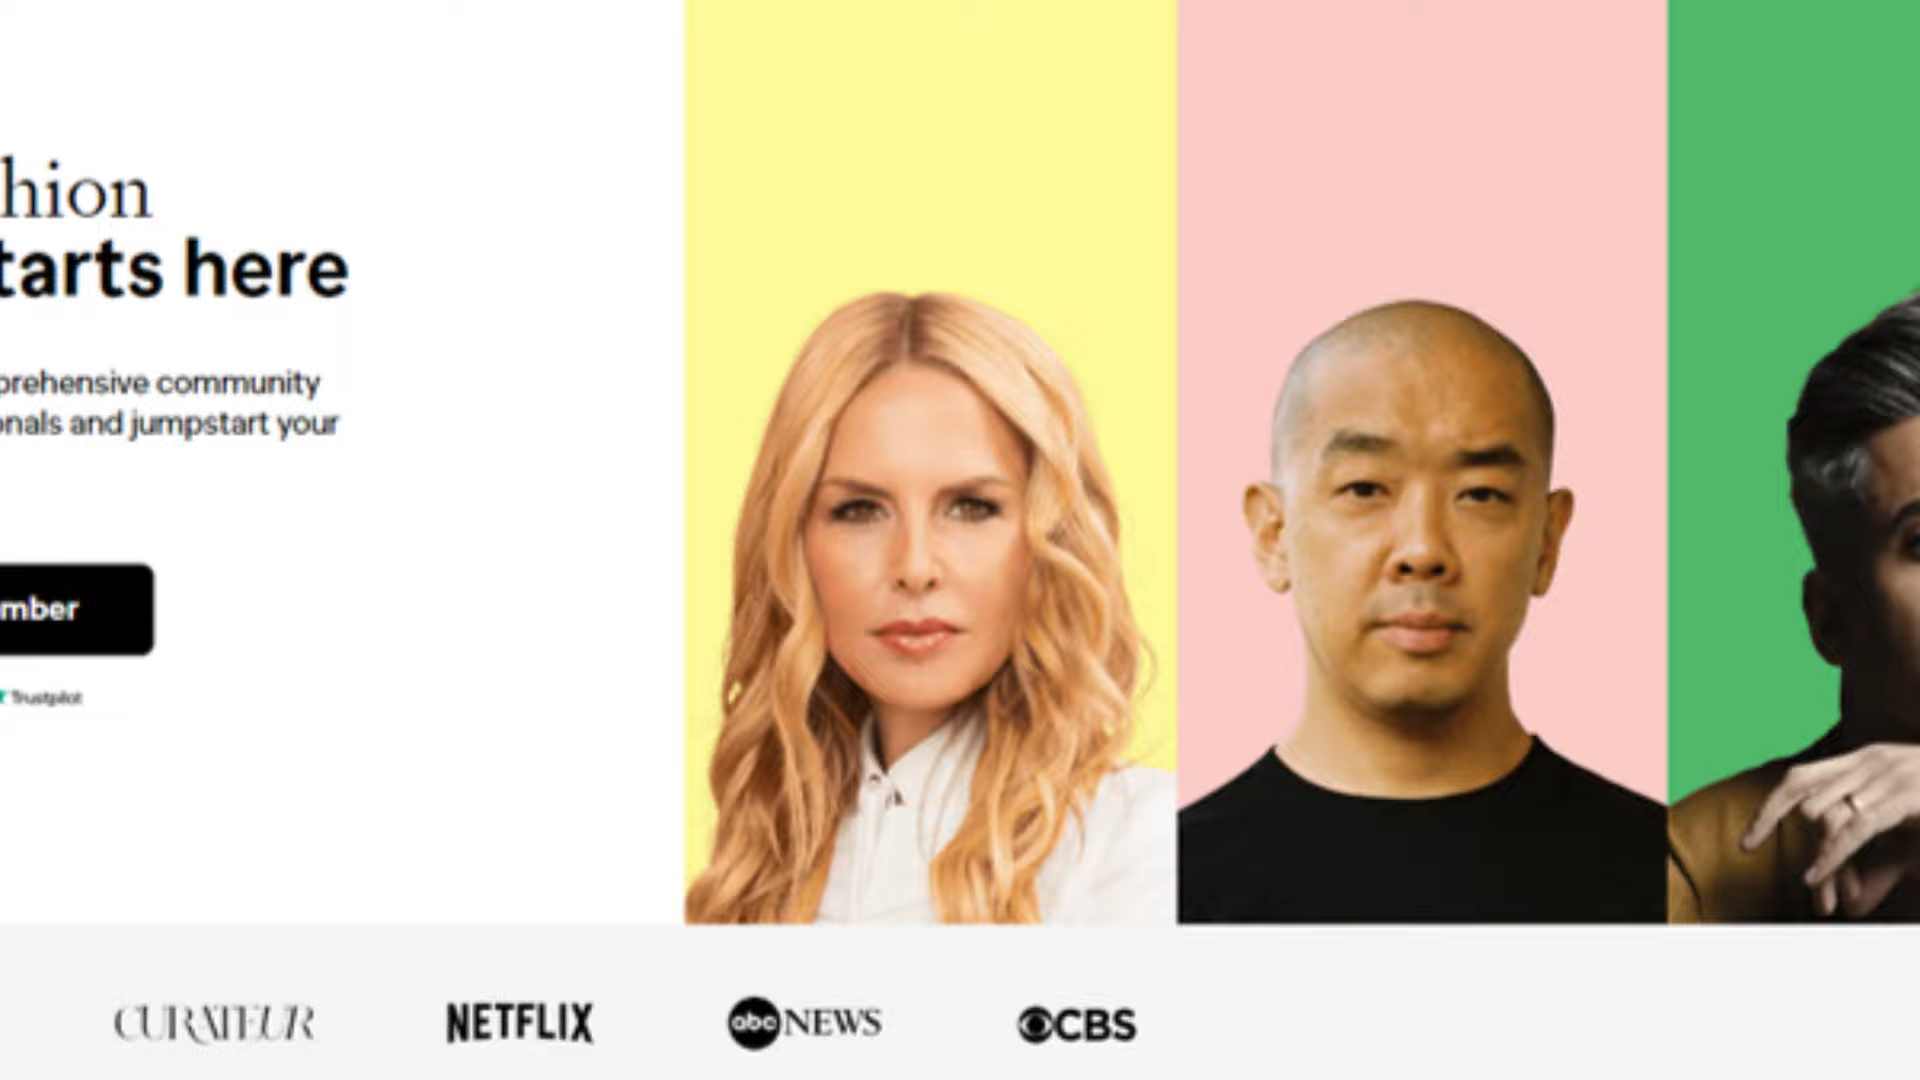 hion
tarts here
prehensive community
onals and jumpstart your
mber
Trustpilot
CURATEUR
NETFLIX
abc NEWS
CBS